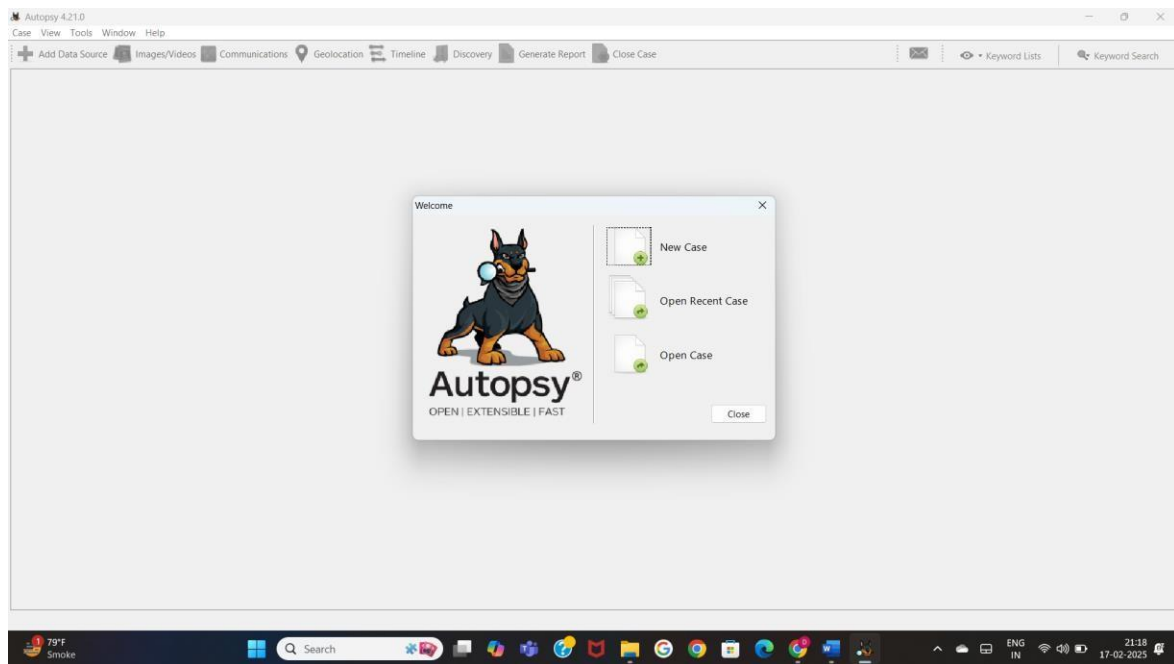 Autopsy 4.21.0
Case View Tools Window Help
Add Data Source Images/Videos Communications Geolocation Timeline Discovery Generate Report Close Case Keyword Lists Keyword Search
Welcome
New Case
Open Recent Case
Open Case
Autopsy®
OPEN | EXTENSIBLE | FAST
Close
1
79°F
Smoke
Search
ENG
IN
21:18
17-02-2025